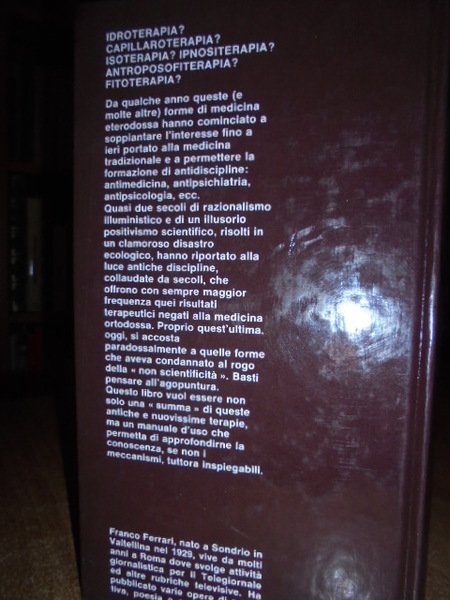 IDROTERAPIA?
CAPILLAROTERAPIA?
ISOTERAPIA? IPNOSITERAPIA?
ANTROPOSOFITERAPIA?
FITOTERAPIA?
Da qualche anno queste (e
molte altre) forme di medicina
eterodossa hanno cominciato a
soppiantare l'interesse fino a
ieri portato alla medicina
tradizionale e a permettere la
formazione di antidiscipline:
antimedicina, antipsichiatria,
antipsicologia, ecc.
Quasi due secoli di razionalismo
illuministico e di un illusorio
positivismo scientifico, risolti in
un clamoroso disastro
ecologico, hanno riportato alla
luce antiche discipline,
collaudate da secoli, che
offrono con sempre maggior
frequenza quei risultati
terapeutici negati alla medicina
ortodossa. Proprio quest'ultima.
oggi, si accosta
paradossalmente a quelle forme
che aveva condannato al rogo
della « non scientificità ». Basti
pensare all'agopuntura.
Questo libro vuol essere non
solo una « summa » di queste
antiche e nuovissime terapie,
ma un manuale d'uso che
permetta di approfondirne la
conoscenza, se non i
meccanismi, tuttora inspiegabili.
Franco Ferrari, nato a Sondrio in
Valtellina nel 1929, vive da molti
anni a Roma dove svolge attività
giornalistica per il Telegiornale
ed altre rubriche televisive. Ha
pubblicato varie opere di
tiva, poesia e